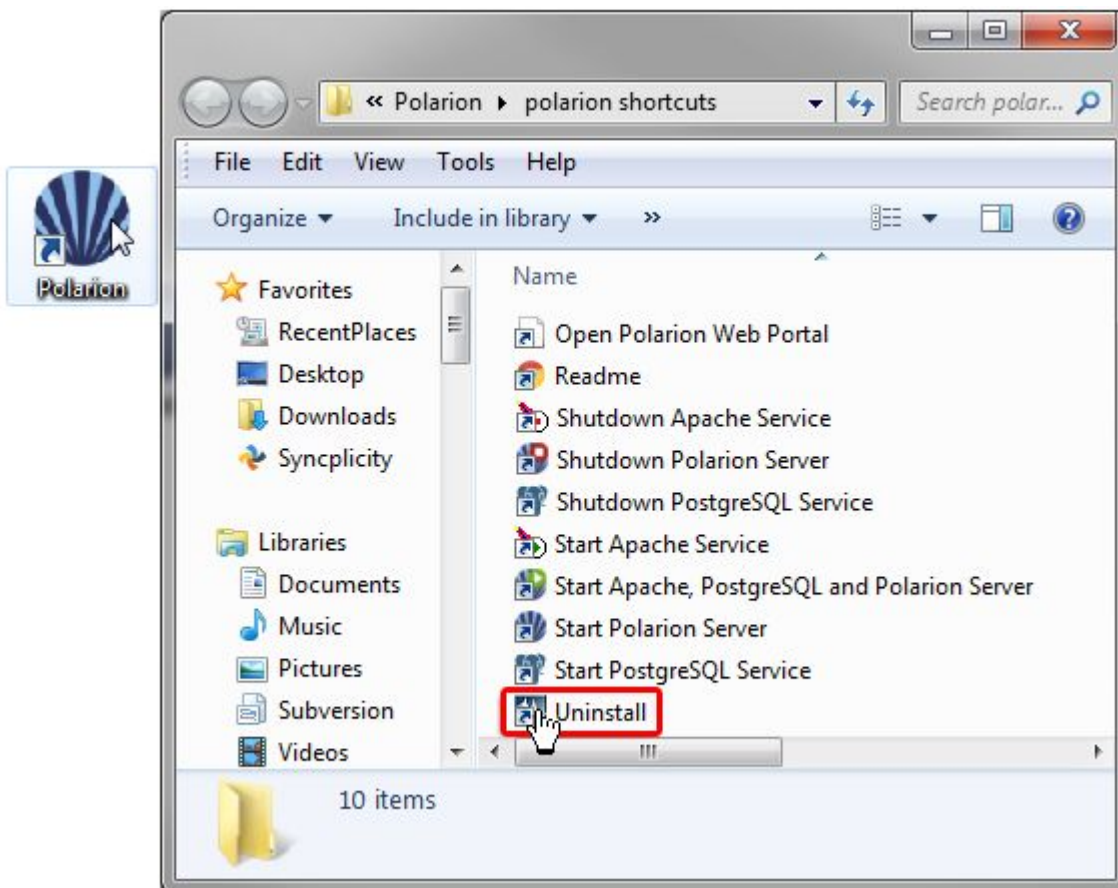 « Polarion ▸ polarion shortcuts
Search polar...
File Edit View Tools Help
Organize Include in library »
Polarion
Favorites
RecentPlaces
Desktop
Downloads
Syncplicity
Libraries
Documents
Music
Pictures
Subversion
Videos
Name
Open Polarion Web Portal
Readme
Shutdown Apache Service
Shutdown Polarion Server
Shutdown PostgreSQL Service
Start Apache Service
Start Apache, PostgreSQL and Polarion Server
Start Polarion Server
Start PostgreSQL Service
Uninstall
10 items